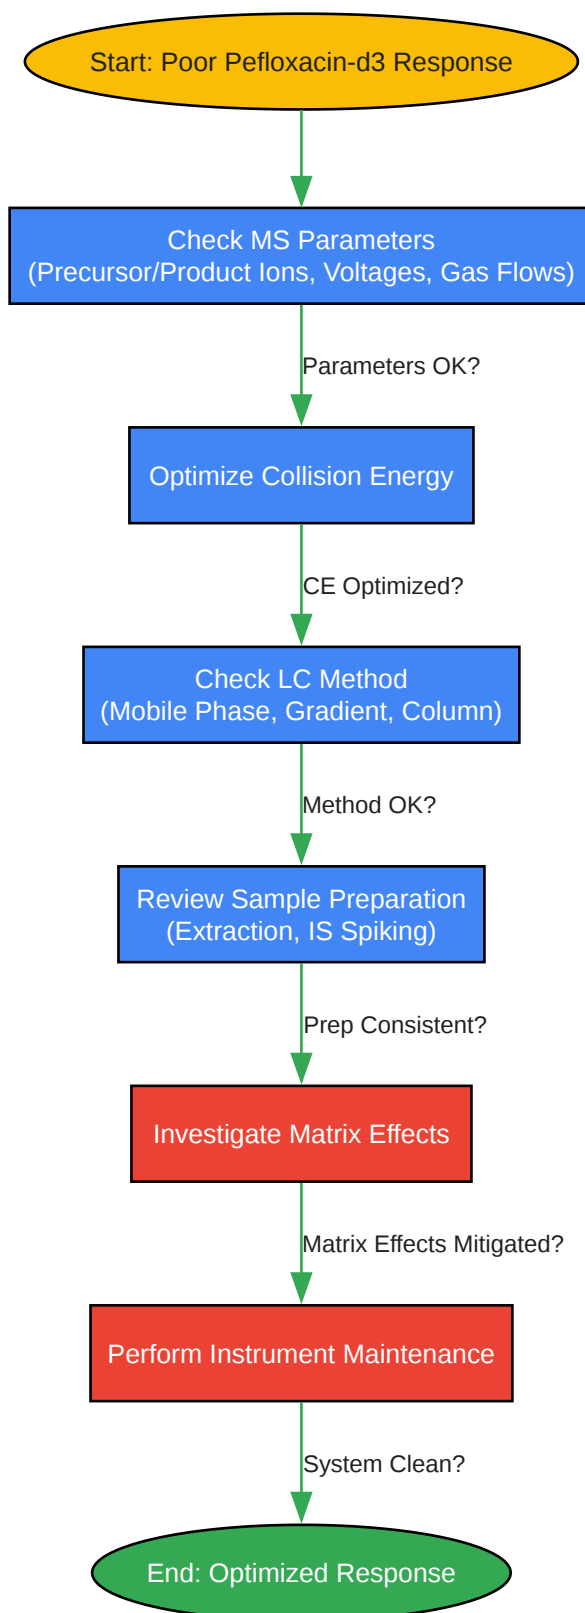 Start: Poor Pefloxacin-d3 Response
Check MS Parameters
(Precursor/Product Ions, Voltages, Gas Flows)
Parameters OK?
Optimize Collision Energy
CE Optimized?
Check LC Method
(Mobile Phase, Gradient, Column)
Method OK?
Review Sample Preparation
(Extraction, IS Spiking)
Prep Consistent?
Investigate Matrix Effects
Matrix Effects Mitigated?
Perform Instrument Maintenance
System Clean?
End: Optimized Response